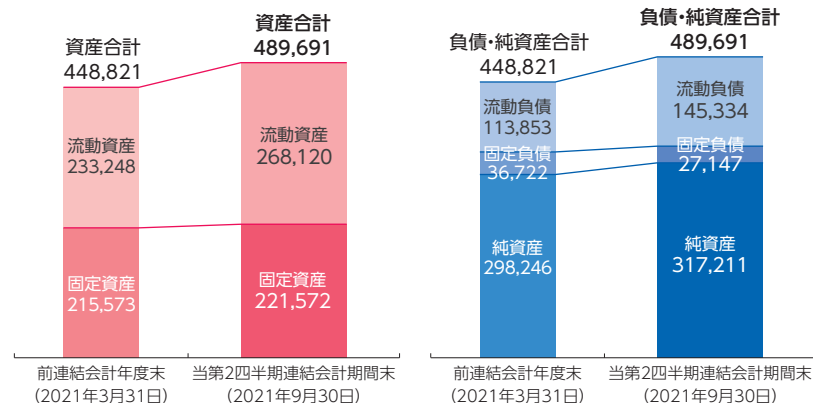 資産合計
448,821
資産合計
489,691
流動資産
233,248
流動資産
268,120
固定資産
215,573
固定資産
221,572
前連結会計年度末
(2021年3月31日)
当第2四半期連結会計期間末
(2021年9月30日)
負債・純資産合計
448,821
負債・純資産合計
489,691
流動負債
113,853
流動負債
145,334
固定負債
36,722
固定負債
27,147
純資産
298,246
純資産
317,211
前連結会計年度末
(2021年3月31日)
当第2四半期連結会計期間末
(2021年9月30日)